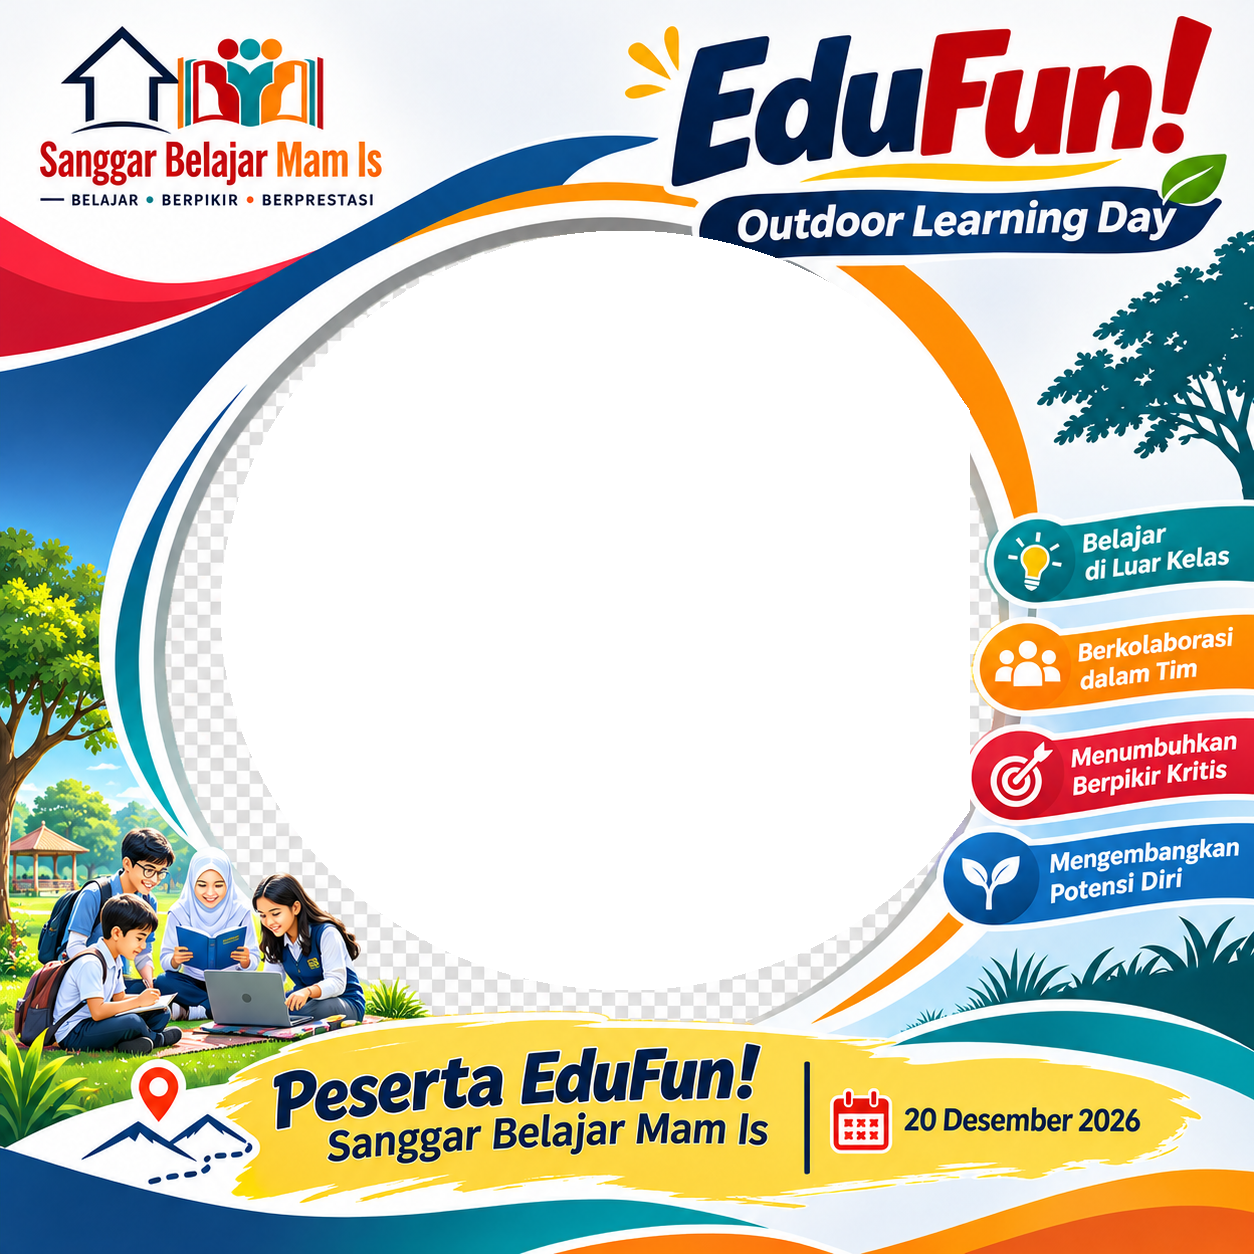 Sanggar Belajar Mam Is
BELAJAR • BERPIKIR • BERPRESTASI
EduFun!
Outdoor Learning Day
Belajar
di Luar Kelas
Berkolaborasi
dalam Tim
Menumbuhkan
Berpikir Kritis
Mengembangkan
Potensi Diri
Peserta EduFun!
Sanggar Belajar Mam Is
20 Desember 2026